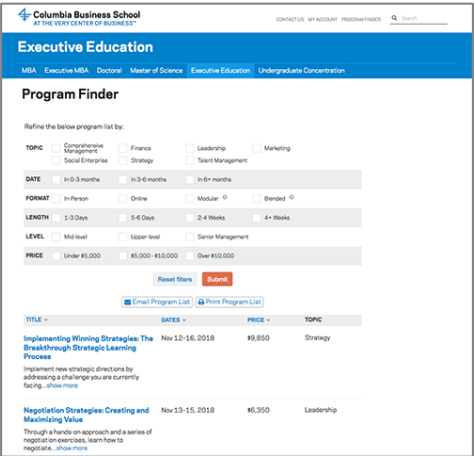 Columbia Business School
AT THE VERY CENTER OF BUSINESS™
CONTACT US MY ACCOUNT PROGRAM FINDER Search
Executive Education
MBA Executive MBA Doctoral Master of Science Executive Education Undergraduate Concentration
Program Finder
Refine the below program list by:
TOPIC Comprehensive Management Finance Leadership Marketing
Social Enterprise Strategy Talent Management
DATE In 0-3 months In 3-6 months In 6+ months
FORMAT In-Person Online Modular Blended
LENGTH 1-3 Days 5-6 Days 2-4 Weeks 4+ Weeks
LEVEL Mid-level Upper-level Senior Management
PRICE Under $5,000 $5,000 - $10,000 Over $10,000
Reset filters Submit
Email Program List Print Program List
TITLE DATES PRICE TOPIC
Implementing Winning Strategies: The Nov 12-16, 2018 $9,850 Strategy
Breakthrough Strategic Learning
Process
Implement new strategic directions by
addressing a challenge you are currently
facing...show more
Negotiation Strategies: Creating and Nov 13-15, 2018 $6,350 Leadership
Maximizing Value
Through a hands on approach and a series of
negotiation exercises, learn how to
negotiate...show more